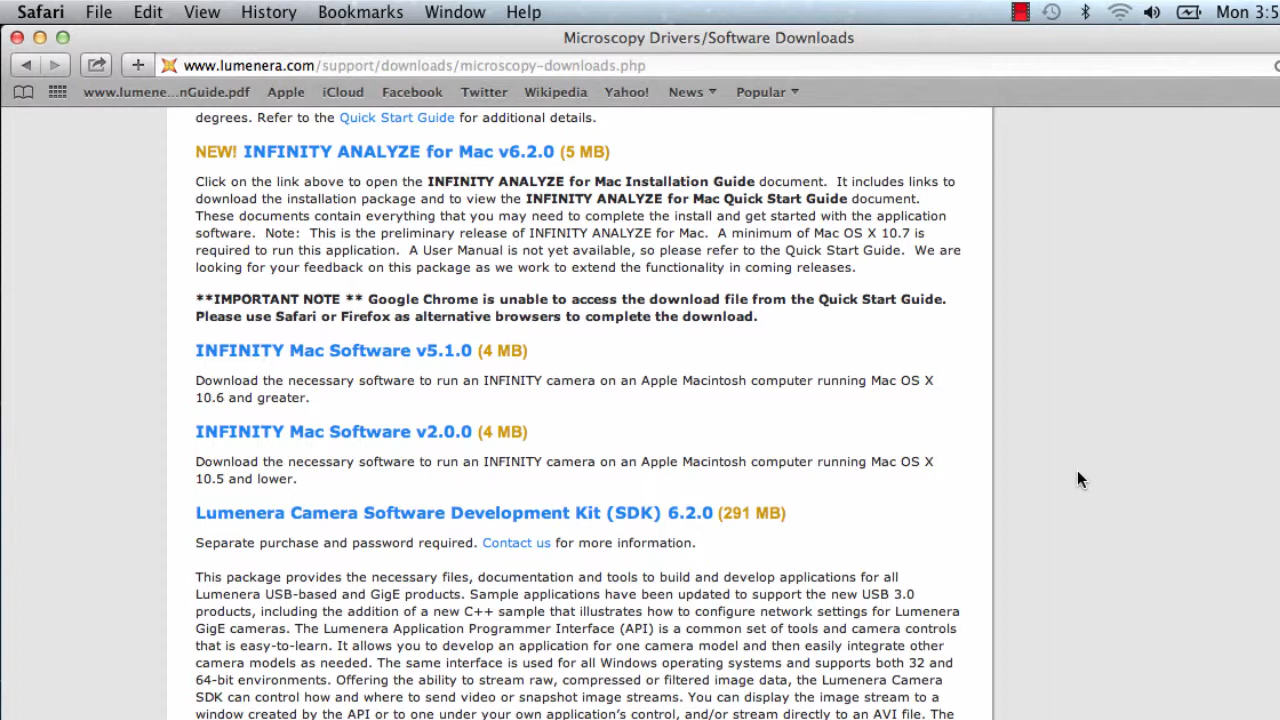 Safari File Edit View History Bookmarks Window Help Mon 3:5
Microscopy Drivers/Software Downloads
www.lumenera.com/support/downloads/microscopy-downloads.php
www.lumene...nGuide.pdf Apple iCloud Facebook Twitter Wikipedia Yahoo! News Popular
degrees. Refer to the Quick Start Guide for additional details.
NEW! INFINITY ANALYZE for Mac v6.2.0 (5 MB)
Click on the link above to open the INFINITY ANALYZE for Mac Installation Guide document. It includes links to
download the installation package and to view the INFINITY ANALYZE for Mac Quick Start Guide document.
These documents contain everything that you may need to complete the install and get started with the application
software. Note: This is the preliminary release of INFINITY ANALYZE for Mac. A minimum of Mac OS X 10.7 is
required to run this application. A User Manual is not yet available, so please refer to the Quick Start Guide. We are
looking for your feedback on this package as we work to extend the functionality in coming releases.
**IMPORTANT NOTE ** Google Chrome is unable to access the download file from the Quick Start Guide.
Please use Safari or Firefox as alternative browsers to complete the download.
INFINITY Mac Software v5.1.0 (4 MB)
Download the necessary software to run an INFINITY camera on an Apple Macintosh computer running Mac OS X
10.6 and greater.
INFINITY Mac Software v2.0.0 (4 MB)
Download the necessary software to run an INFINITY camera on an Apple Macintosh computer running Mac OS X
10.5 and lower.
Lumenera Camera Software Development Kit (SDK) 6.2.0 (291 MB)
Separate purchase and password required. Contact us for more information.
This package provides the necessary files, documentation and tools to build and develop applications for all
Lumenera USB-based and GigE products. Sample applications have been updated to support the new USB 3.0
products, including the addition of a new C++ sample that illustrates how to configure network settings for Lumenera
GigE cameras. The Lumenera Application Programmer Interface (API) is a common set of tools and camera controls
that is easy-to-learn. It allows you to develop an application for one camera model and then easily integrate other
camera models as needed. The same interface is used for all Windows operating systems and supports both 32 and
64-bit environments. Offering the ability to stream raw, compressed or filtered image data, the Lumenera Camera
SDK can control how and where to send video or snapshot image streams. You can display the image stream to a
window created by the API or to one under your own application's control, and/or stream directly to an AVI file. The